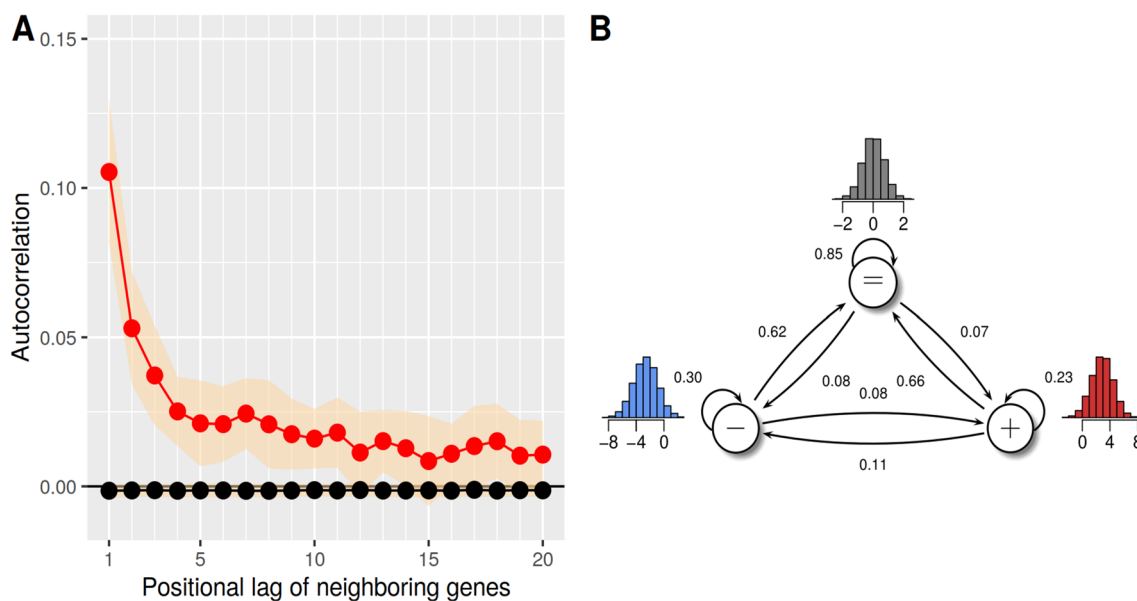 A
0.15
0.10
0.05
0.00
Autocorrelation
1 5 10 15 20
Positional lag of neighboring genes
B
−2 0 2
0.85
=
0.62
0.07
0.30
0.08
0.08
0.66
0.23
−8 −4 0
−
+
0 4 8
0.11